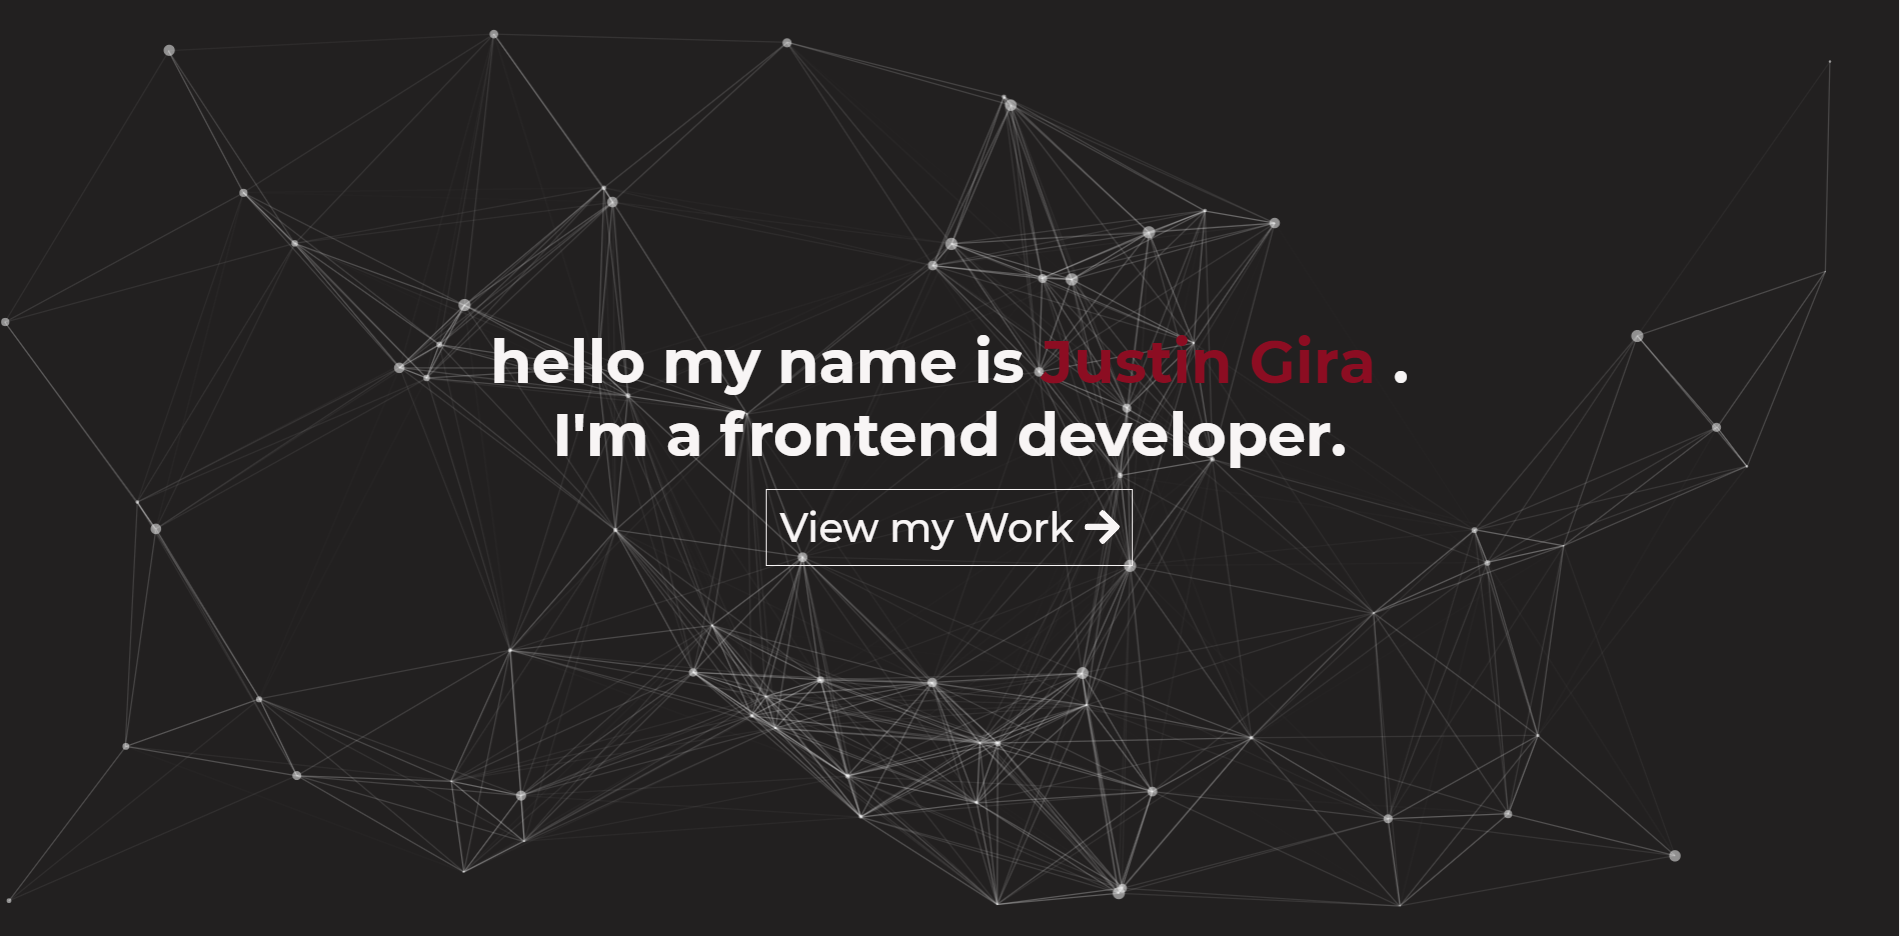 hello my name is Justin Gira .
I'm a frontend developer.
View my Work →